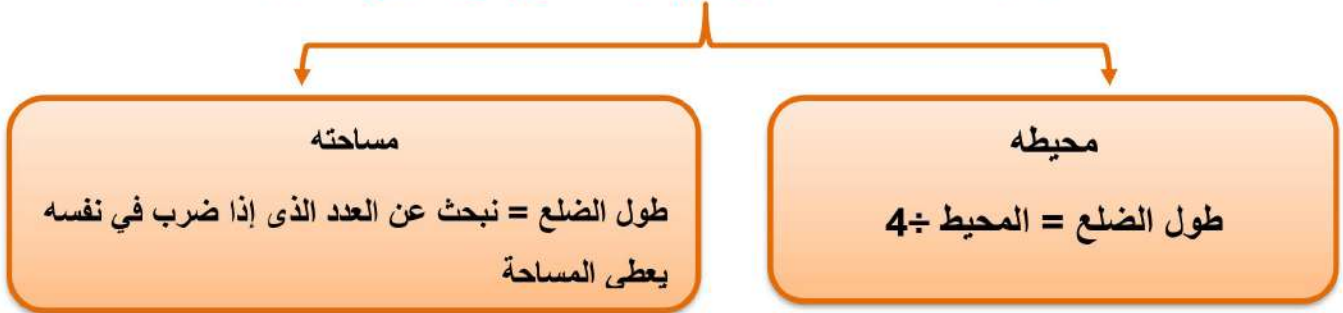 محيطه
طول الضلع = المحيط ÷4
مساحته
طول الضلع = نبحث عن العدد الذى إذا ضرب في نفسه
يعطى المساحة